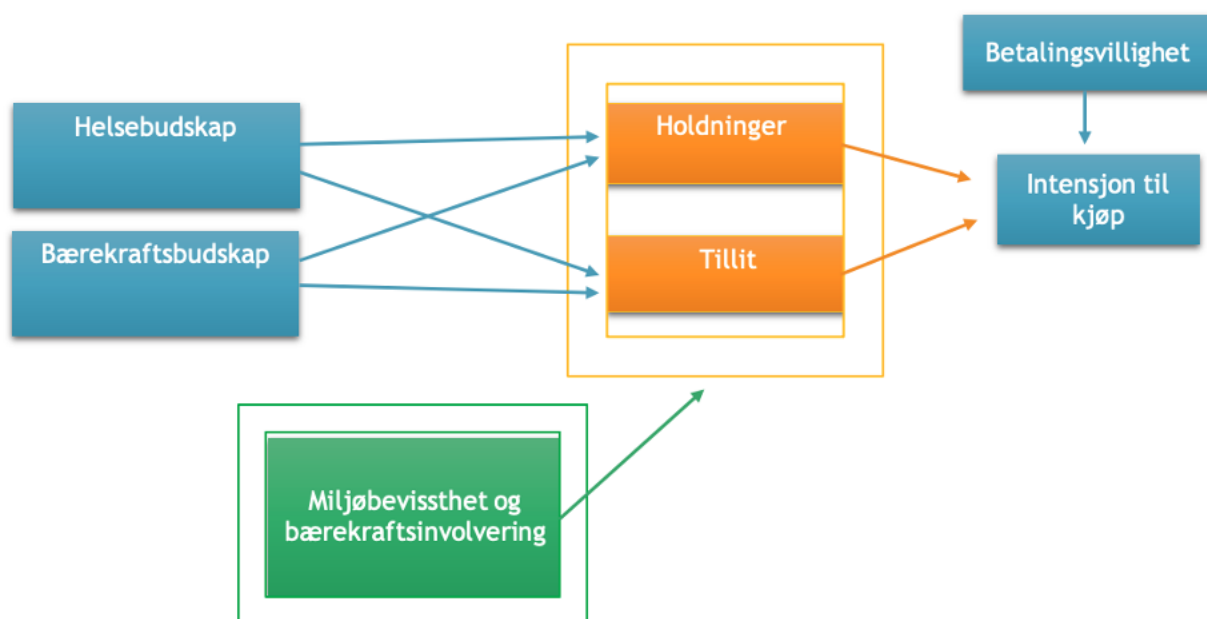 Betalingsvillighet
Helsebudskap
Holdninger
Intensjon til
kjøp
Bærekraftsbudskap
Tillit
Miljøbevissthet og
bærekraftsinvolvering